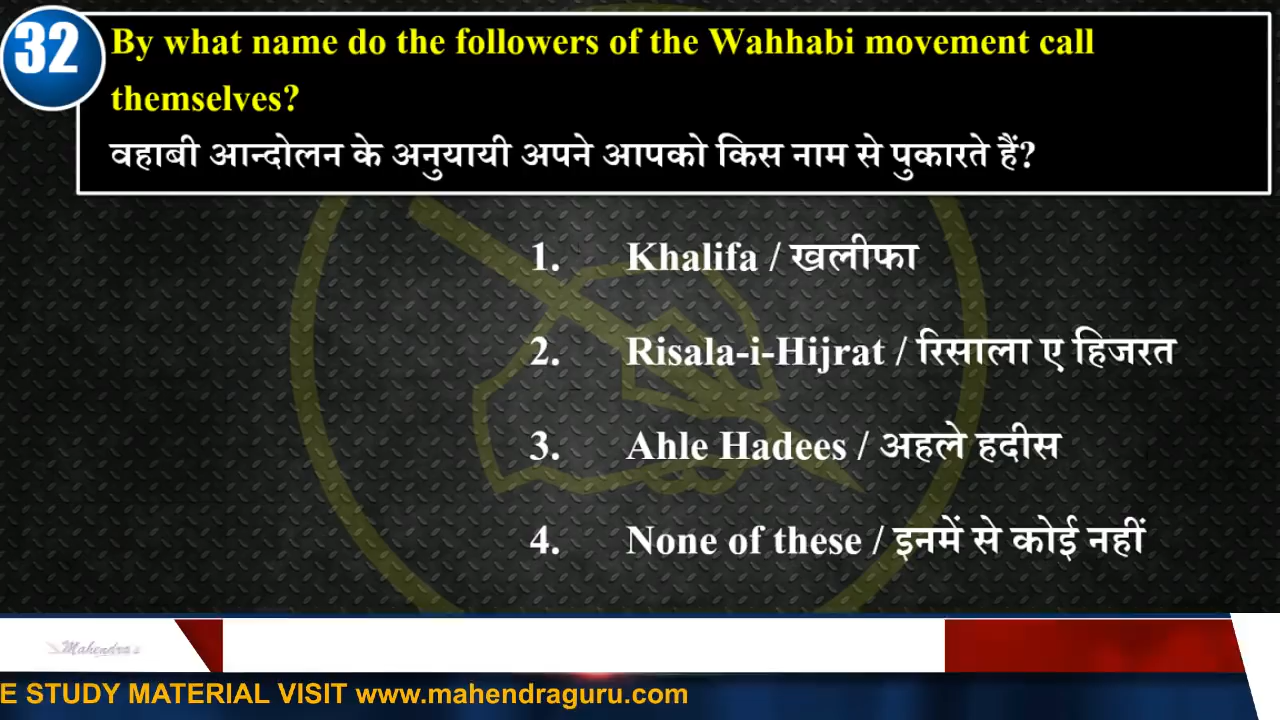 32
By what name do the followers of the Wahhabi movement call
themselves?
वहाबी आन्दोलन के अनुयायी अपने आपको किस नाम से पुकारते हैं?
1. Khalifa / खलीफा
2. Risala-i-Hijrat / रिसाला ए हिजरत
3. Ahle Hadees / अहले हदीस
4. None of these / इनमें से कोई नहीं
Mahendra's
E STUDY MATERIAL VISIT www.mahendraguru.com